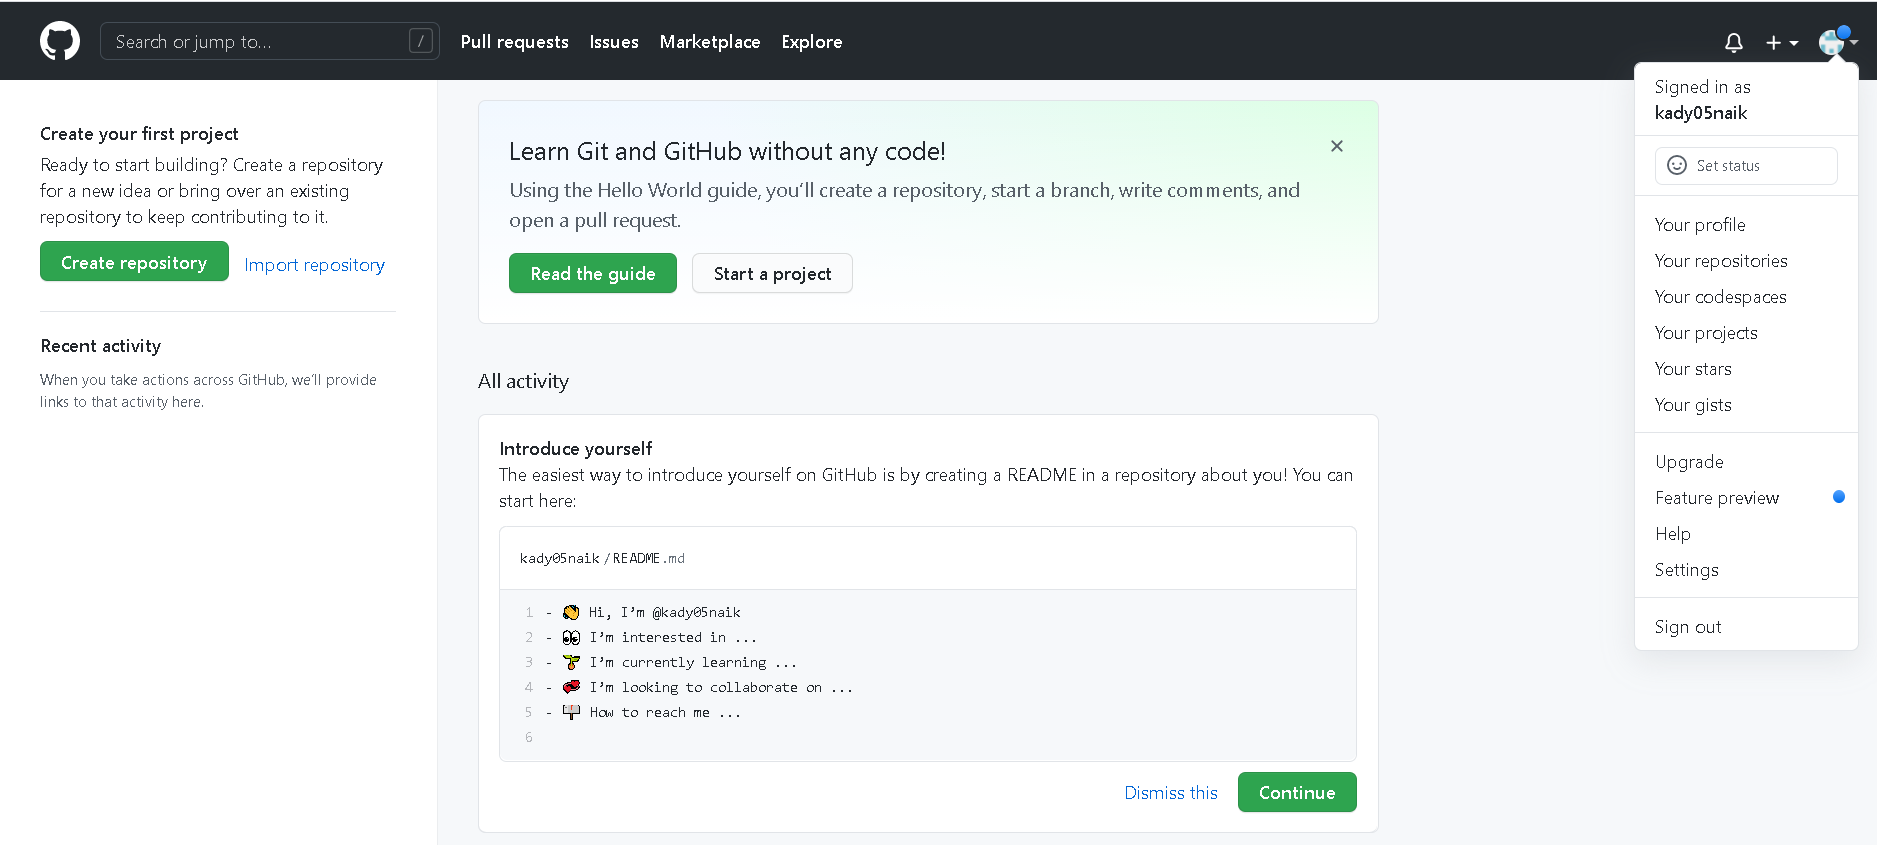 Search or jump to...
/
Pull requests
Issues
Marketplace
Explore
Signed in as
kady05naik
Set status
Your profile
Your repositories
Your codespaces
Your projects
Your stars
Your gists
Upgrade
Feature preview
Help
Settings
Sign out
Create your first project
Ready to start building? Create a repository
for a new idea or bring over an existing
repository to keep contributing to it.
Create repository
Import repository
Recent activity
When you take actions across GitHub, we'll provide
links to that activity here.
Learn Git and GitHub without any code!
Using the Hello World guide, you'll create a repository, start a branch, write comments, and
open a pull request.
Read the guide
Start a project
All activity
Introduce yourself
The easiest way to introduce yourself on GitHub is by creating a README in a repository about you! You can
start here:
kady05naik/README.md
1 - 👋 Hi, I'm @kady05naik
2 - 👀 I'm interested in ...
3 - 🌱 I'm currently learning ...
4 - 💞️ I'm looking to collaborate on ...
5 - 📫 How to reach me ...
6
Dismiss this
Continue